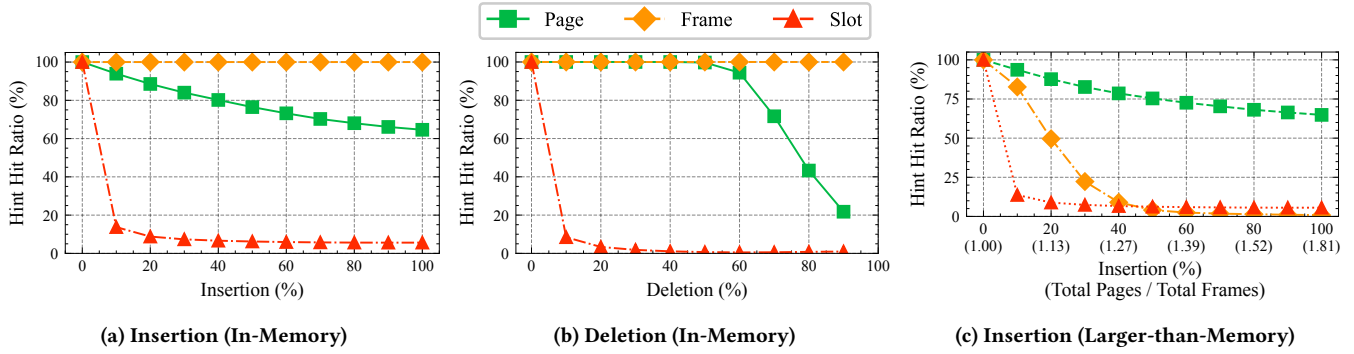 Page Frame Slot
Hint Hit Ratio (%)
100
80
60
40
20
0
0 20 40 60 80 100
Insertion (%)
(a) Insertion (In-Memory)
Hint Hit Ratio (%)
100
80
60
40
20
0
0 20 40 60 80 100
Deletion (%)
(b) Deletion (In-Memory)
Hint Hit Ratio (%)
100
75
50
25
0
0 20 40 60 80 100
(1.00) (1.13) (1.27) (1.39) (1.52) (1.81)
Insertion (%)
(Total Pages / Total Frames)
(c) Insertion (Larger-than-Memory)